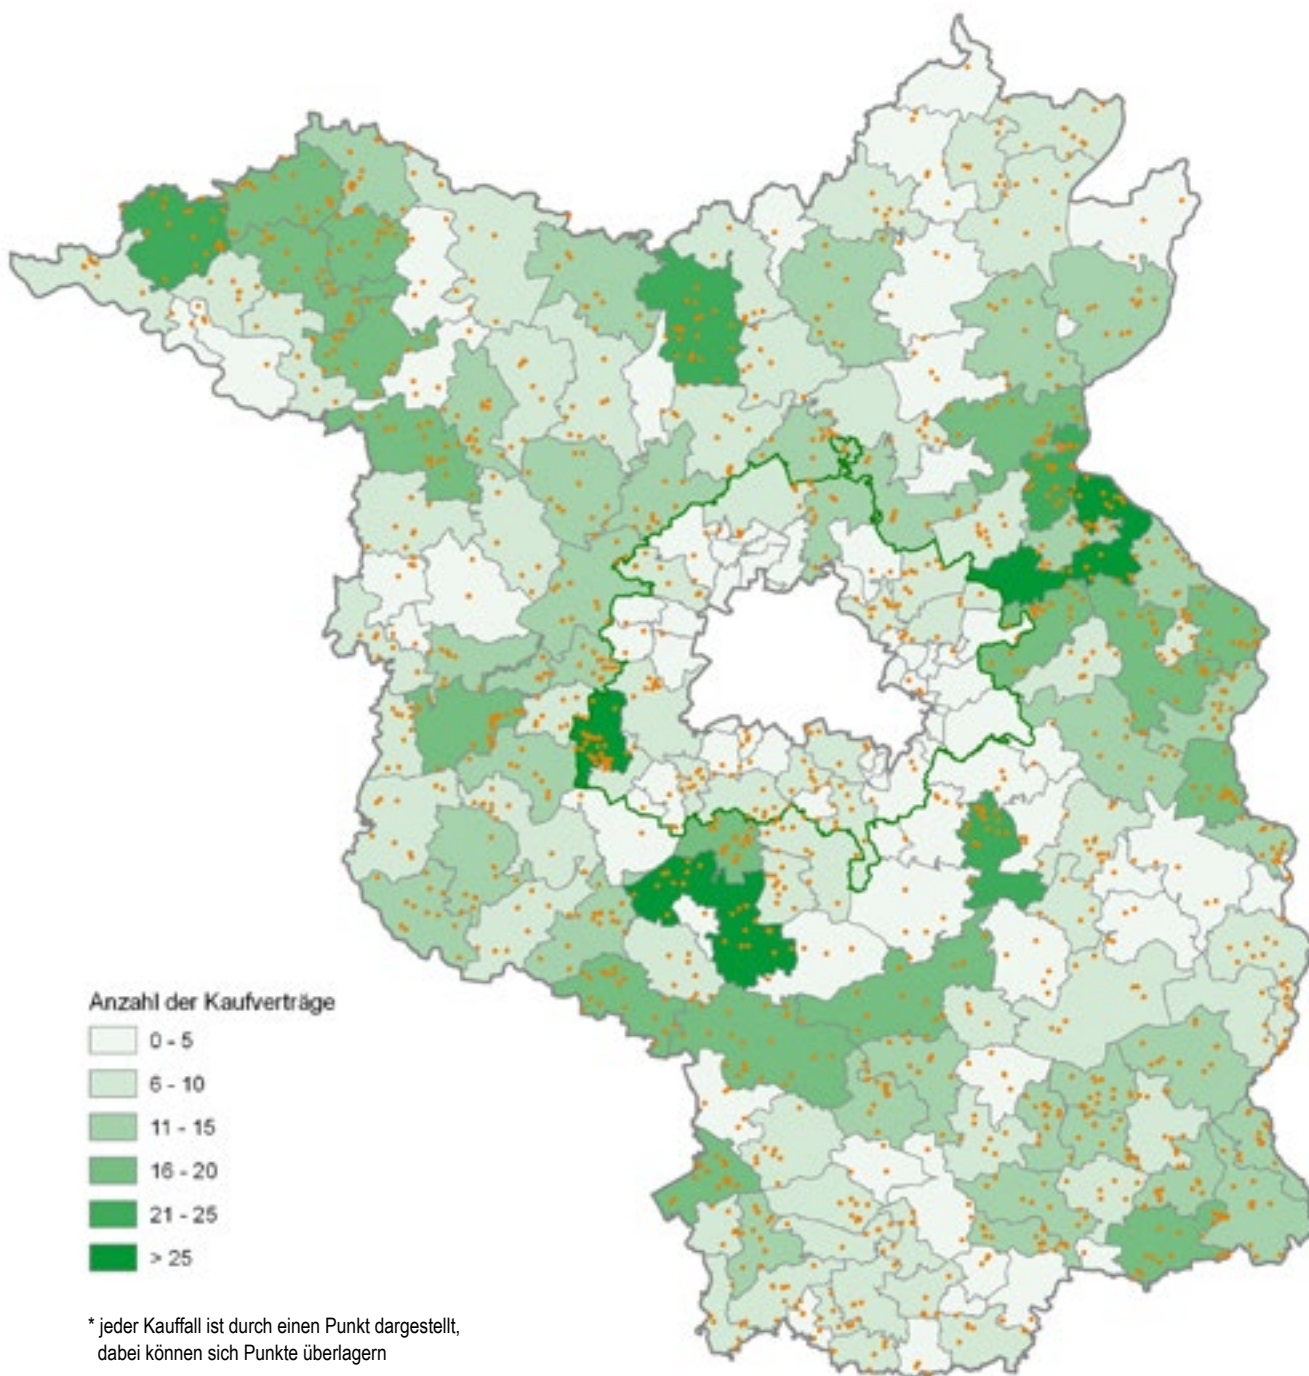 Anzahl der Kaufverträge
0 - 5
6 - 10
11 - 15
16 - 20
21 - 25
> 25
* jeder Kauffall ist durch einen Punkt dargestellt,
dabei können sich Punkte überlagern